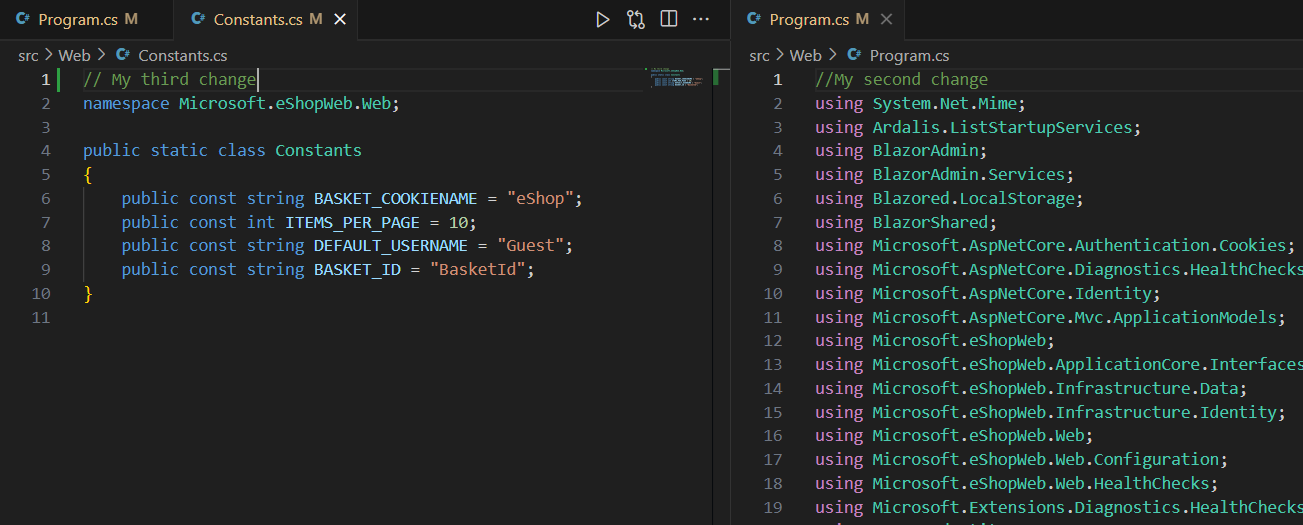 Program.cs M
Constants.cs M
src > Web > Constants.cs
1 // My third change
2 namespace Microsoft.eShopWeb.Web;
3
4 public static class Constants
5 {
6 public const string BASKET_COOKIENAME = "eShop";
7 public const int ITEMS_PER_PAGE = 10;
8 public const string DEFAULT_USERNAME = "Guest";
9 public const string BASKET_ID = "BasketId";
10 }
11
Program.cs M
src > Web > Program.cs
1 //My second change
2 using System.Net.Mime;
3 using Ardalis.ListStartupServices;
4 using BlazorAdmin;
5 using BlazorAdmin.Services;
6 using Blazored.LocalStorage;
7 using BlazorShared;
8 using Microsoft.AspNetCore.Authentication.Cookies;
9 using Microsoft.AspNetCore.Diagnostics.HealthChecks
10 using Microsoft.AspNetCore.Identity;
11 using Microsoft.AspNetCore.Mvc.ApplicationModels;
12 using Microsoft.eShopWeb;
13 using Microsoft.eShopWeb.ApplicationCore.Interfaces
14 using Microsoft.eShopWeb.Infrastructure.Data;
15 using Microsoft.eShopWeb.Infrastructure.Identity;
16 using Microsoft.eShopWeb.Web;
17 using Microsoft.eShopWeb.Web.Configuration;
18 using Microsoft.eShopWeb.Web.HealthChecks;
19 using Microsoft.Extensions.Diagnostics.HealthChecks